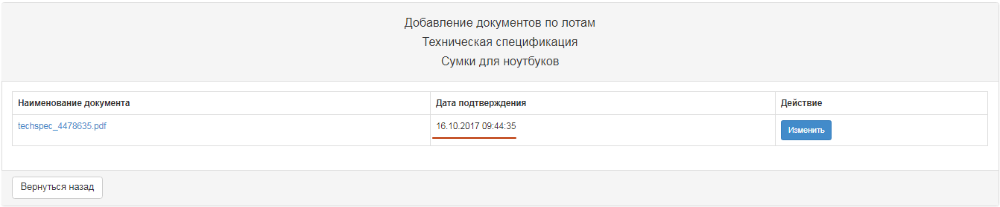 Добавление документов по лотам
Техническая спецификация
Сумки для ноутбуков
Наименование документа Дата подтверждения Действие
techspec_4478635.pdf 16.10.2017 09:44:35 Изменить
Вернуться назад